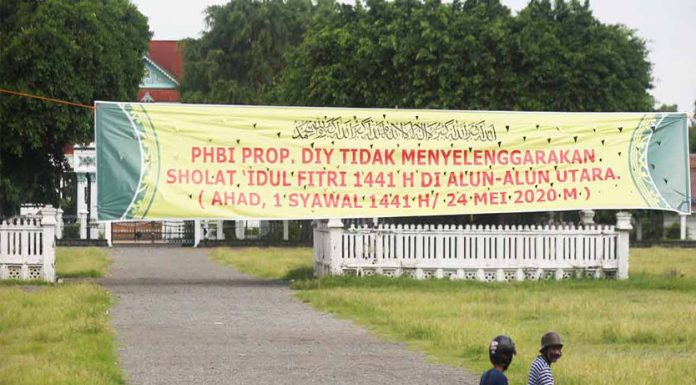 PHBI PROP. DIY TIDAK MENYELENGGARAKAN
SHOLAT 'IDUL FITRI 1441 H DI ALUN-ALUN UTARA.
( AHAD, 1 SYAWAL 1441 H/ 24 MEI 2020 M )